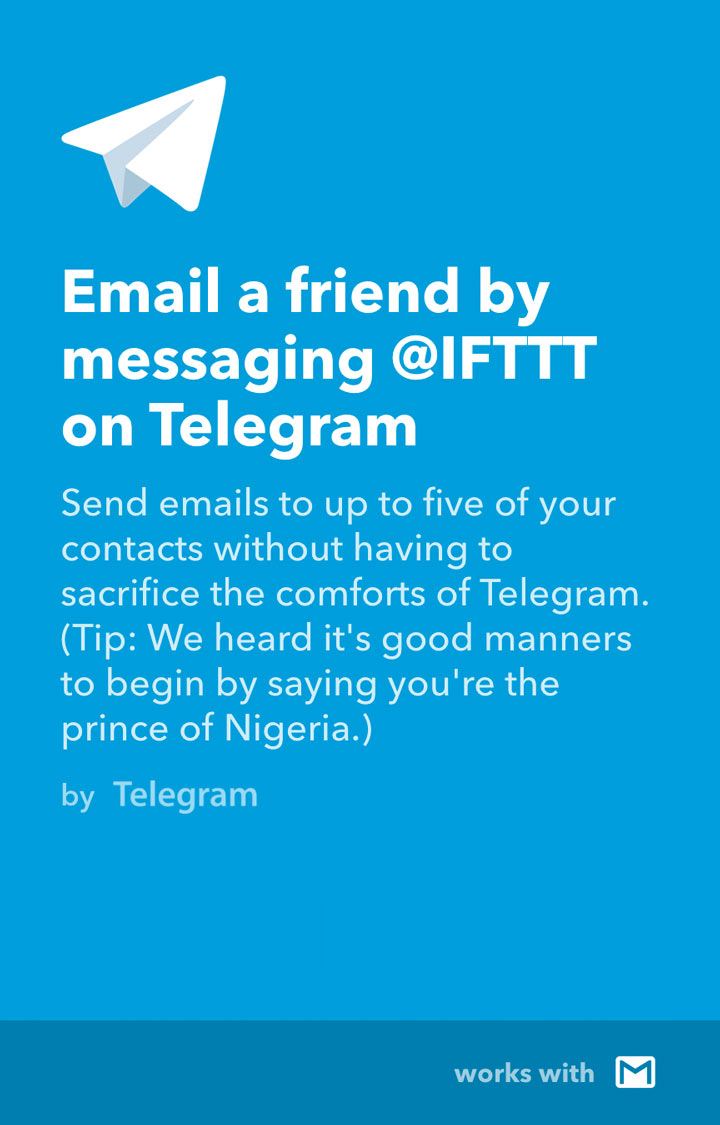 Email a friend by
messaging @IFTTT
on Telegram
Send emails to up to five of your
contacts without having to
sacrifice the comforts of Telegram.
(Tip: We heard it's good manners
to begin by saying you're the
prince of Nigeria.)
by Telegram
works with